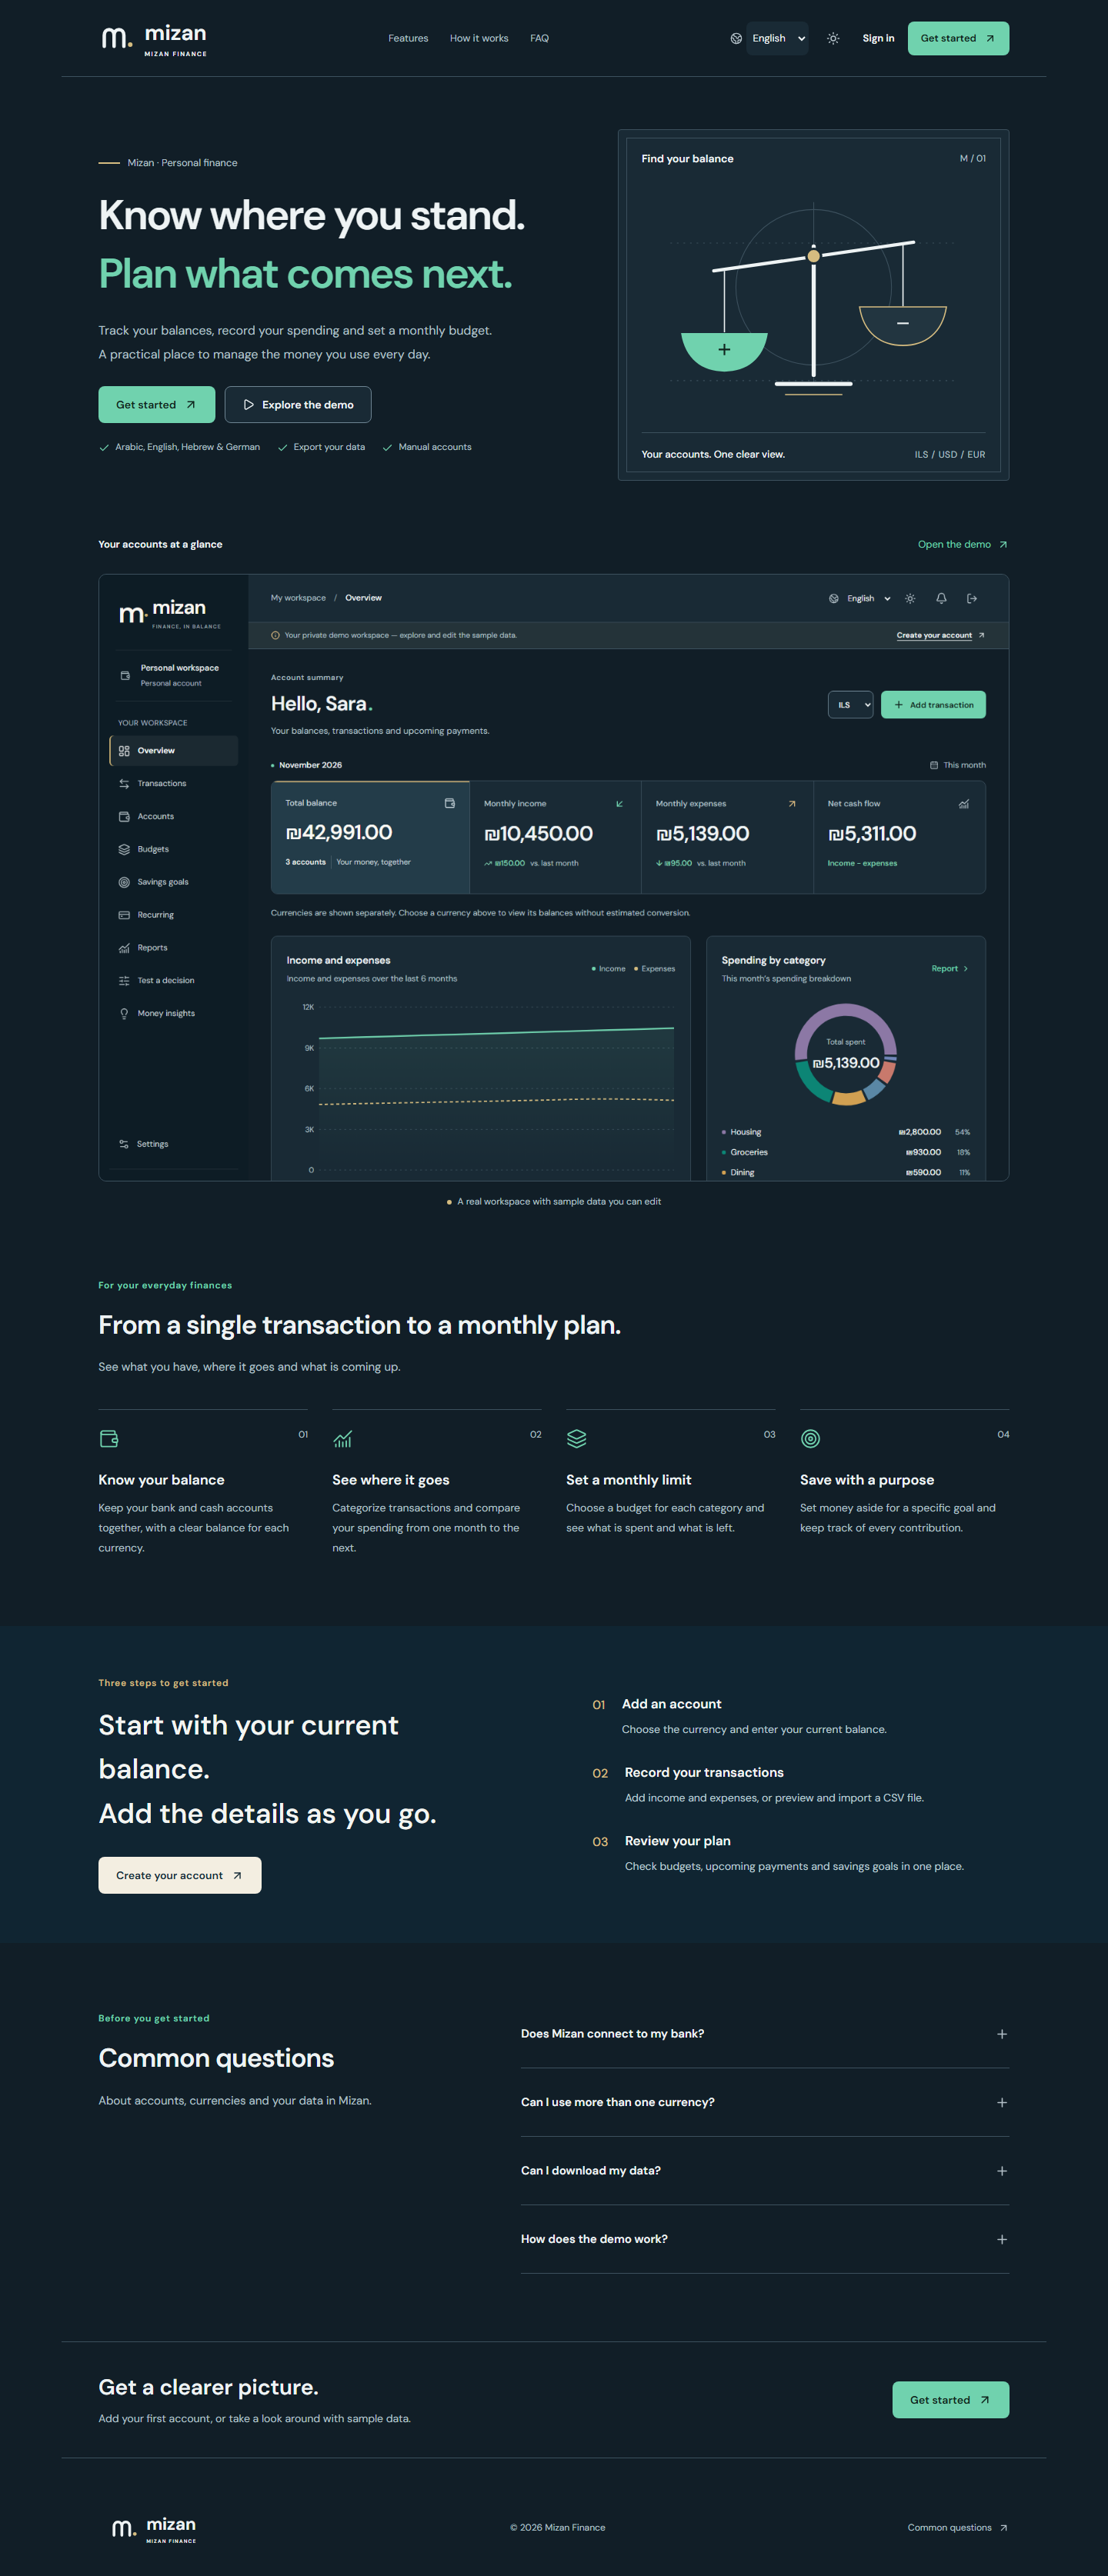 m. mizan
MIZAN FINANCE
Features
How it works
FAQ
English
Sign in
Get started
Mizan · Personal finance
Know where you stand.
Plan what comes next.
Track your balances, record your spending and set a monthly budget.
A practical place to manage the money you use every day.
Get started
Explore the demo
Arabic, English, Hebrew & German
Export your data
Manual accounts
Find your balance
M / 01
+
−
Your accounts. One clear view.
ILS / USD / EUR
Your accounts at a glance
Open the demo
m. mizan
FINANCE, IN BALANCE
Personal workspace
Personal account
YOUR WORKSPACE
Overview
Transactions
Accounts
Budgets
Savings goals
Recurring
Reports
Test a decision
Money insights
Settings
My workspace / Overview
English
Your private demo workspace — explore and edit the sample data.
Create your account
Account summary
Hello, Sara.
Your balances, transactions and upcoming payments.
ILS
Add transaction
November 2026
This month
Total balance
₪42,991.00
3 accounts
Your money, together
Monthly income
₪10,450.00
₪150.00 vs. last month
Monthly expenses
₪5,139.00
₪95.00 vs. last month
Net cash flow
₪5,311.00
Income − expenses
Currencies are shown separately. Choose a currency above to view its balances without estimated conversion.
Income and expenses
Income and expenses over the last 6 months
Income
Expenses
12K
9K
6K
3K
0
Spending by category
This month's spending breakdown
Report
Total spent
₪5,139.00
Housing ₪2,800.00 54%
Groceries ₪930.00 18%
Dining ₪590.00 11%
A real workspace with sample data you can edit
For your everyday finances
From a single transaction to a monthly plan.
See what you have, where it goes and what is coming up.
01
Know your balance
Keep your bank and cash accounts
together, with a clear balance for each
currency.
02
See where it goes
Categorize transactions and compare
your spending from one month to the
next.
03
Set a monthly limit
Choose a budget for each category and
see what is spent and what is left.
04
Save with a purpose
Set money aside for a specific goal and
keep track of every contribution.
Three steps to get started
Start with your current
balance.
Add the details as you go.
Create your account
01 Add an account
Choose the currency and enter your current balance.
02 Record your transactions
Add income and expenses, or preview and import a CSV file.
03 Review your plan
Check budgets, upcoming payments and savings goals in one place.
Before you get started
Common questions
About accounts, currencies and your data in Mizan.
Does Mizan connect to my bank?
Can I use more than one currency?
Can I download my data?
How does the demo work?
Get a clearer picture.
Add your first account, or take a look around with sample data.
Get started
m. mizan
MIZAN FINANCE
© 2026 Mizan Finance
Common questions